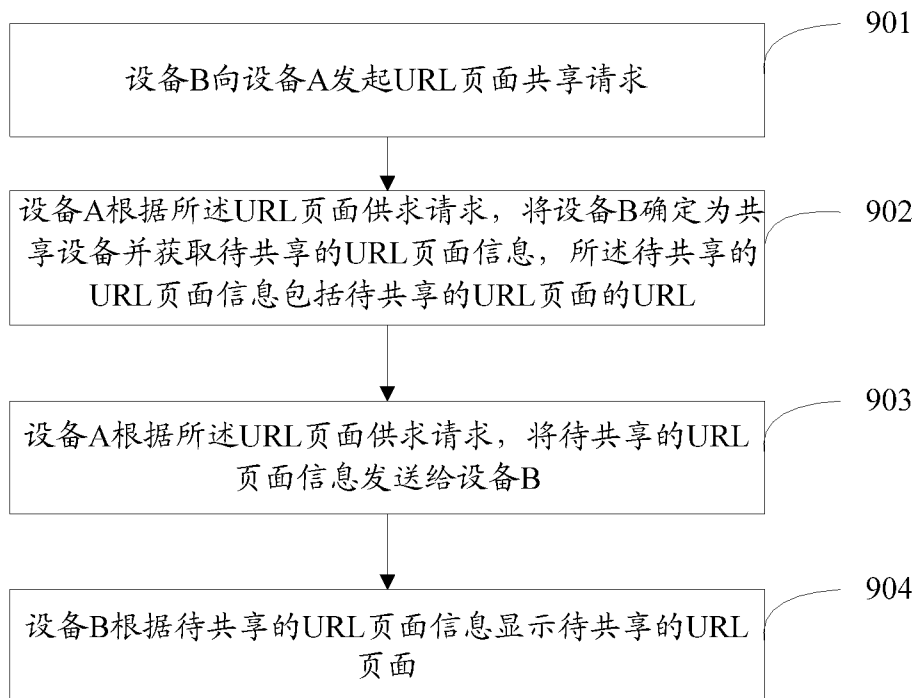 901
设备B向设备A发起URL页面共享请求
902
设备A根据所述URL页面供求请求，将设备B确定为共
享设备并获取待共享的URL页面信息，所述待共享的
URL页面信息包括待共享的URL页面的URL
903
设备A根据所述URL页面供求请求，将待共享的URL
页面信息发送给设备B
904
设备B根据待共享的URL页面信息显示待共享的URL
页面